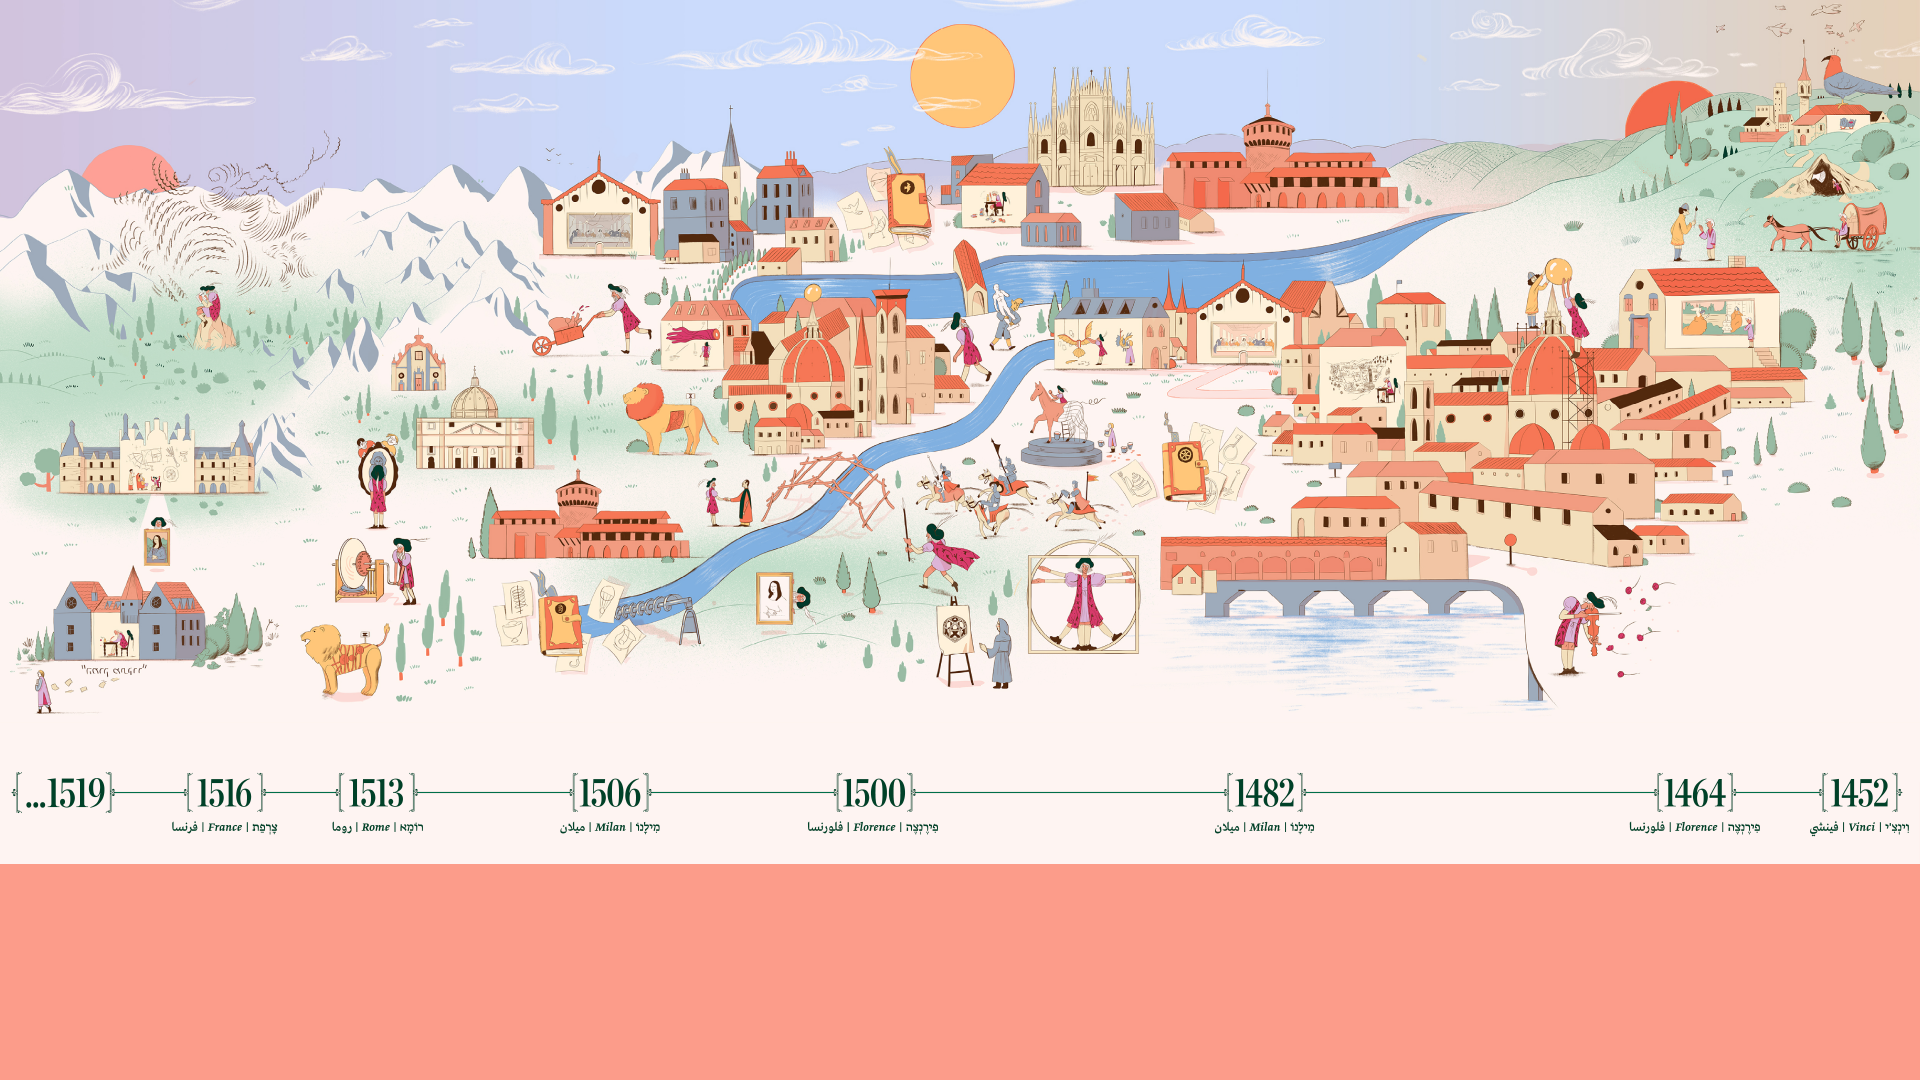 ...1519 1516 1513 1506 1500 1482 1464 1452
فرنسا | France | צָרְפַת
روما | Rome | רוֹמָא
ميلان | Milan | מִילָנוֹ
فلورنسا | Florence | פִירֶנְצֶה
ميلان | Milan | מִילָנוֹ
فلورنسا | Florence | פִירֶנְצֶה
فينشي | Vinci | וִינְצִ'י